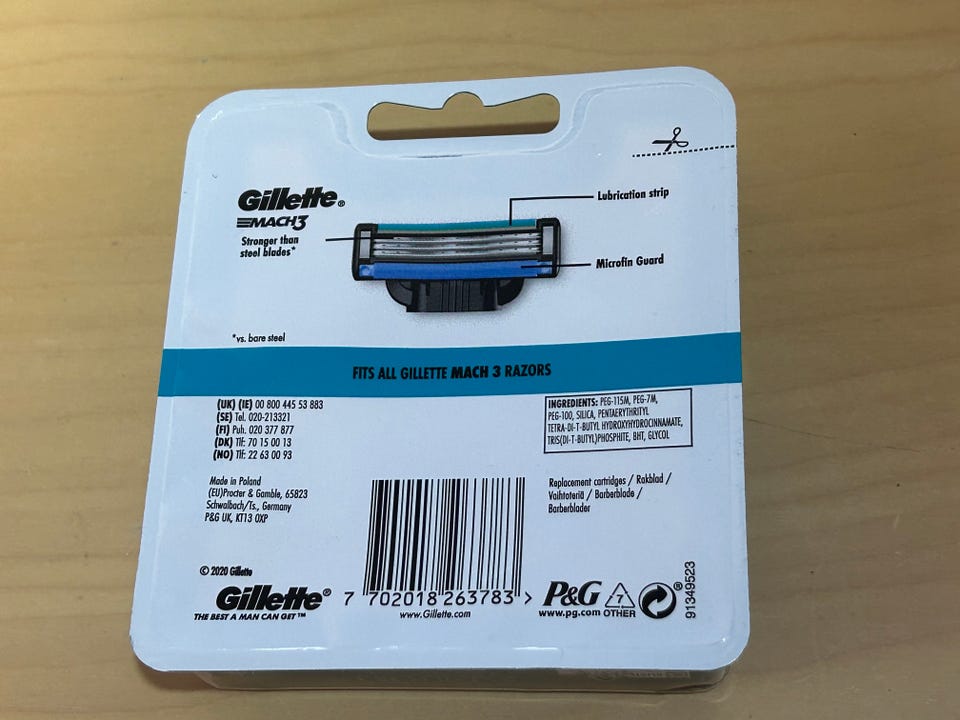 Gillette®
MACH3
Stronger than
steel blades*
Lubrication strip
Microfin Guard
*vs. bare steel
FITS ALL GILLETTE MACH 3 RAZORS
(UK) (IE) 00 800 445 53 883
(SE) Tel. 020-213321
(FI) Puh. 020 377 877
(DK) Tlf: 70 15 00 13
(NO) Tlf: 22 63 00 93
INGREDIENTS: PEG-115M, PEG-7M,
PEG-100, SILICA, PENTAERYTHRITYL
TETRA-DI-T-BUTYL HYDROXYHYDROCINNAMATE,
TRIS(DI-T-BUTYL)PHOSPHITE, BHT, GLYCOL
Made in Poland
(EU)Procter & Gamble, 65823
Schwalbach/Ts., Germany
P&G UK, KT13 0XP
Replacement cartridges / Rakblad /
Vaihtoteriä / Barberblade /
Barberblader
© 2020 Gillette
Gillette®
THE BEST A MAN CAN GET™
7 702018 263783 >
www.Gillette.com
P&G
www.pg.com
7
OTHER
®
91349523